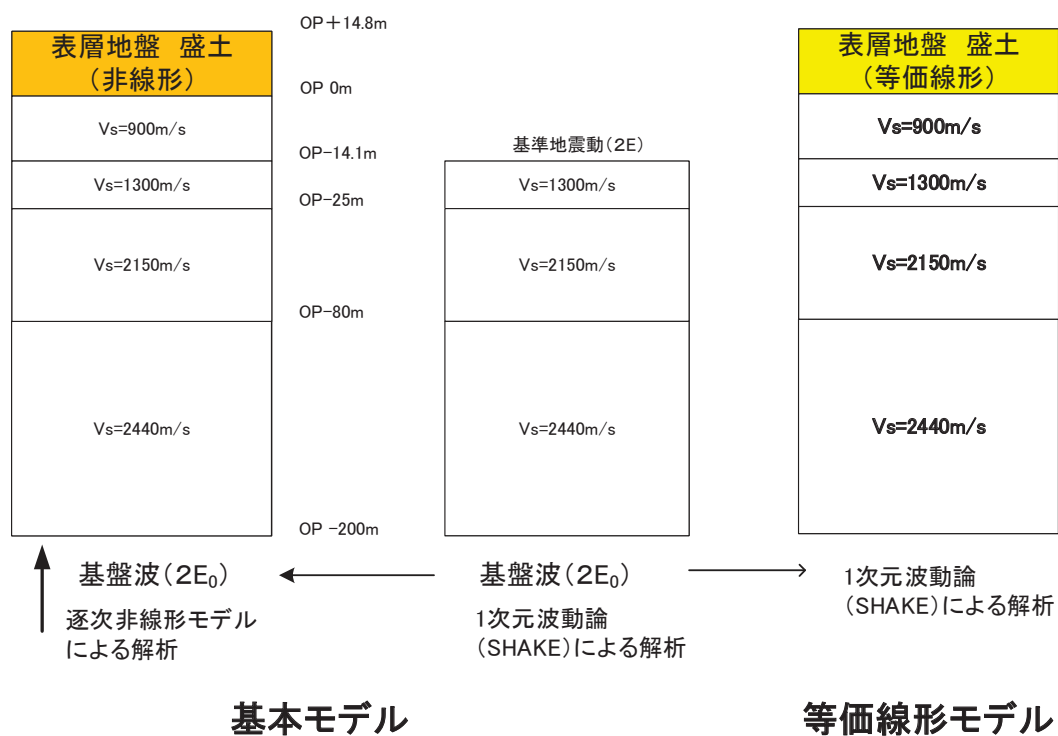 表層地盤 盛土
(非線形)
Vs=900m/s
Vs=1300m/s
Vs=2150m/s
Vs=2440m/s
OP+14.8m
OP 0m
OP-14.1m
OP-25m
OP-80m
OP -200m
基準地震動(2E)
Vs=1300m/s
Vs=2150m/s
Vs=2440m/s
表層地盤 盛土
(等価線形)
Vs=900m/s
Vs=1300m/s
Vs=2150m/s
Vs=2440m/s
基盤波(2E₀)
逐次非線形モデル
による解析
基盤波(2E₀)
1次元波動論
(SHAKE)による解析
1次元波動論
(SHAKE)による解析
基本モデル
等価線形モデル